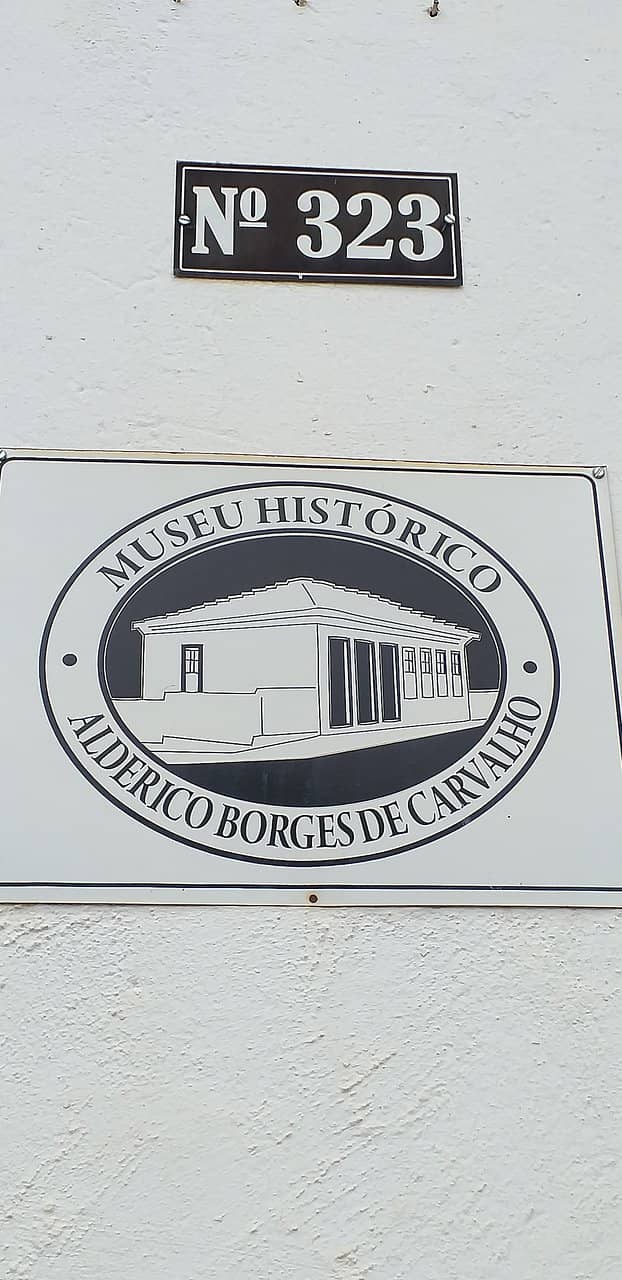 Nº 323
MUSEU HISTÓRICO
ALDERICO BORGES DE CARVALHO